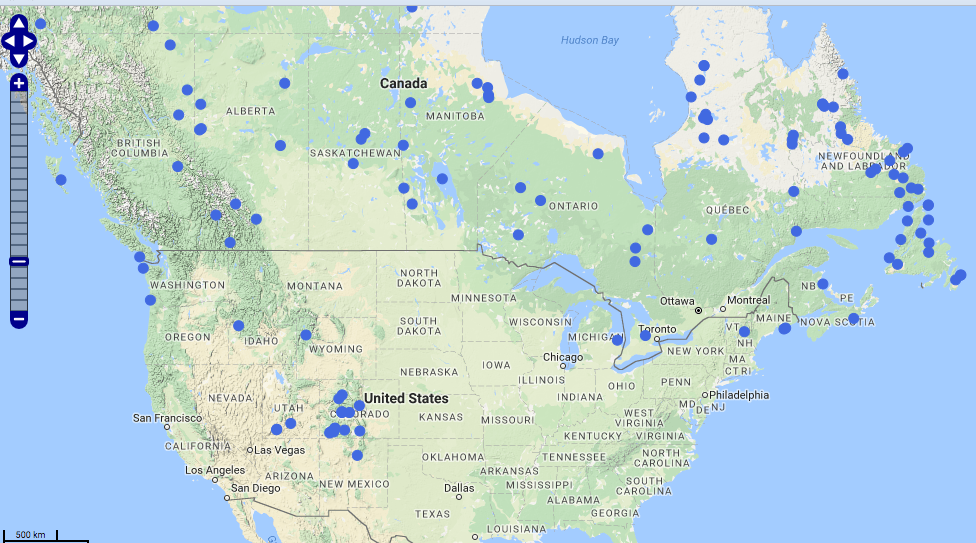 Hudson Bay
Canada
ALBERTA
MANITOBA
BRITISH
COLUMBIA
SASKATCHEWAN
NEWFOUNDLAND
AND LABRADOR
ONTARIO
QUÉBEC
WASHINGTON
MONTANA
NORTH
DAKOTA
MINNESOTA
Ottawa
Montreal
NB
PE
NOVA SCOTIA
MAINE
SOUTH
DAKOTA
WISCONSIN
MICHIGAN
Toronto
VT
NH
OREGON
IDAHO
WYOMING
Chicago
NEW YORK
MA
CT
RI
IOWA
NEBRASKA
ILLINOIS
OHIO
PENN
INDIANA
Philadelphia
MD
DE
NJ
NEVADA
UTAH
COLORADO
United States
San Francisco
KANSAS
MISSOURI
WEST
VIRGINIA
KENTUCKY
VIRGINIA
CALIFORNIA
Las Vegas
OKLAHOMA
TENNESSEE
NORTH
CAROLINA
Los Angeles
ARIZONA
NEW MEXICO
ARKANSAS
San Diego
Dallas
MISSISSIPPI
SOUTH
CAROLINA
ALABAMA
TEXAS
GEORGIA
LOUISIANA
500 km